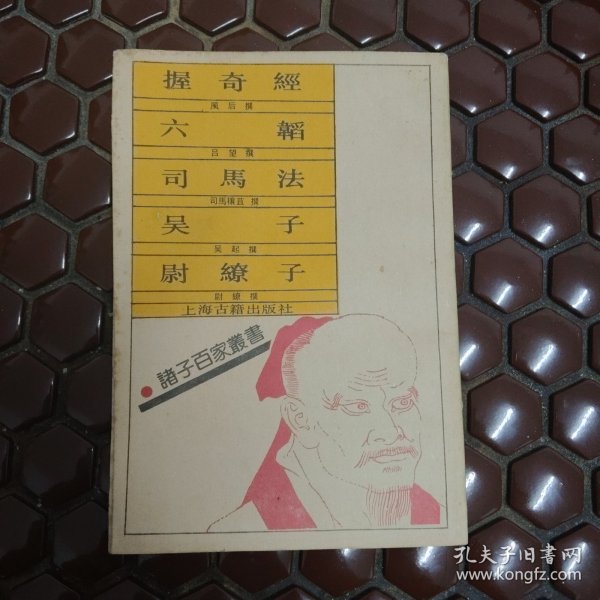 握奇經
風后撰
六韜
呂望撰
司馬法
司馬穰苴 撰
吴子
吴起撰
尉繚子
尉繚撰
上海古籍出版社
諸子百家叢書
孔夫子旧书网
www.kongfz.com